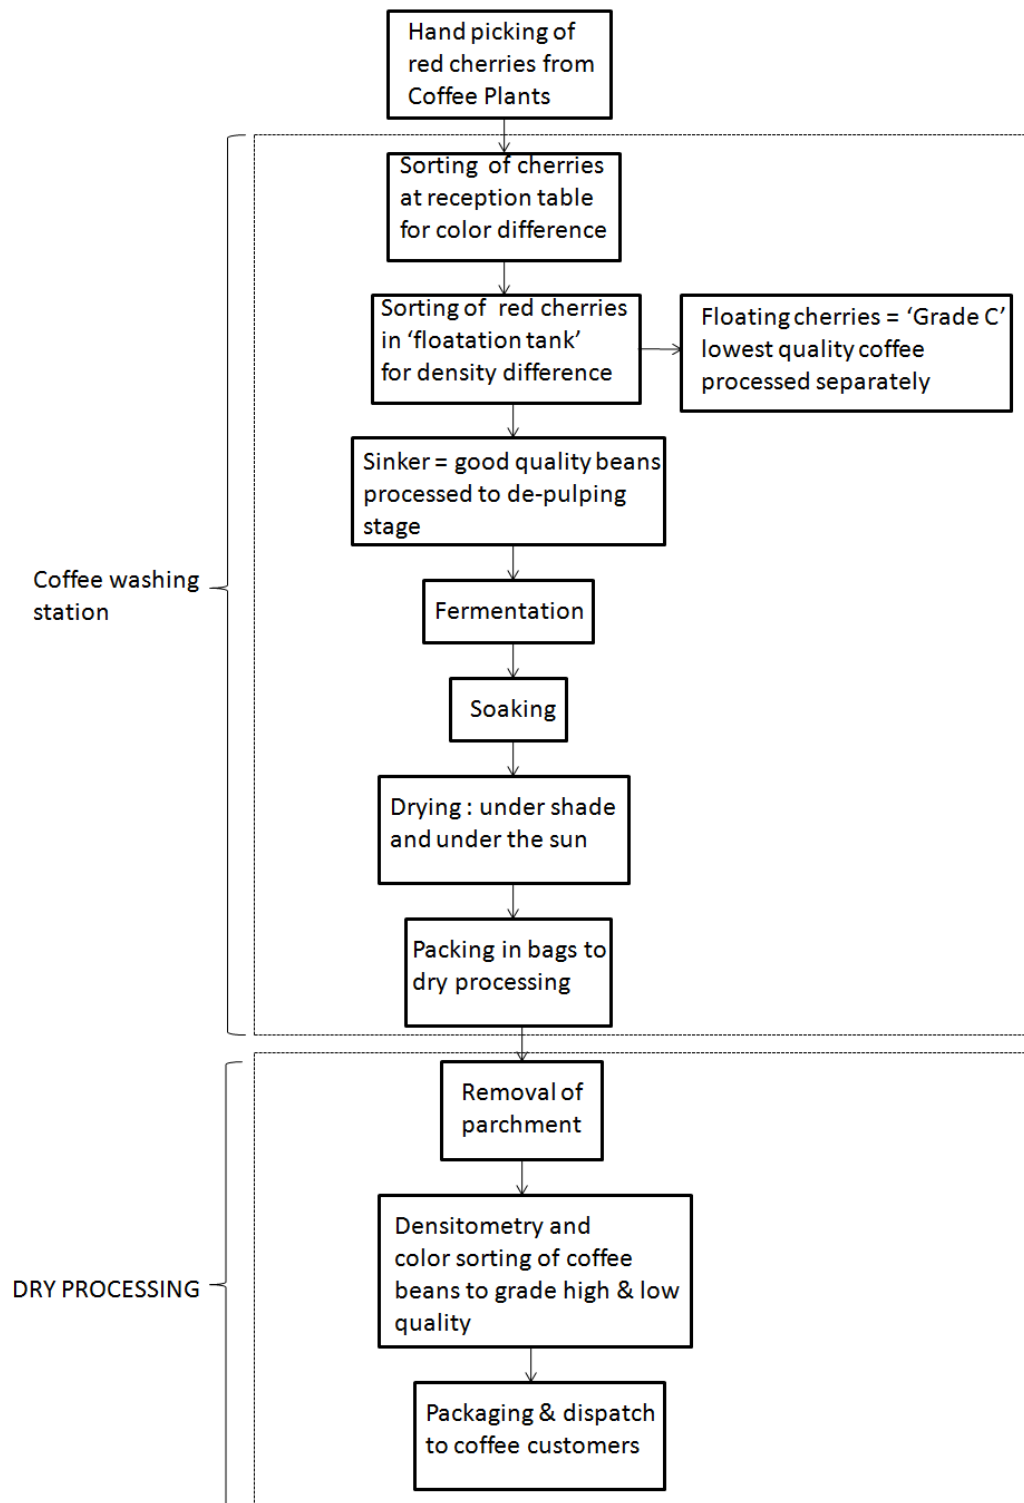 Hand picking of
red cherries from
Coffee Plants
Sorting of cherries
at reception table
for color difference
Sorting of red cherries
in ‘floatation tank’
for density difference
Floating cherries = ‘Grade C’
lowest quality coffee
processed separately
Sinker = good quality beans
processed to de-pulping
stage
Coffee washing
station
Fermentation
Soaking
Drying : under shade
and under the sun
Packing in bags to
dry processing
Removal of
parchment
DRY PROCESSING
Densitometry and
color sorting of coffee
beans to grade high & low
quality
Packaging & dispatch
to coffee customers